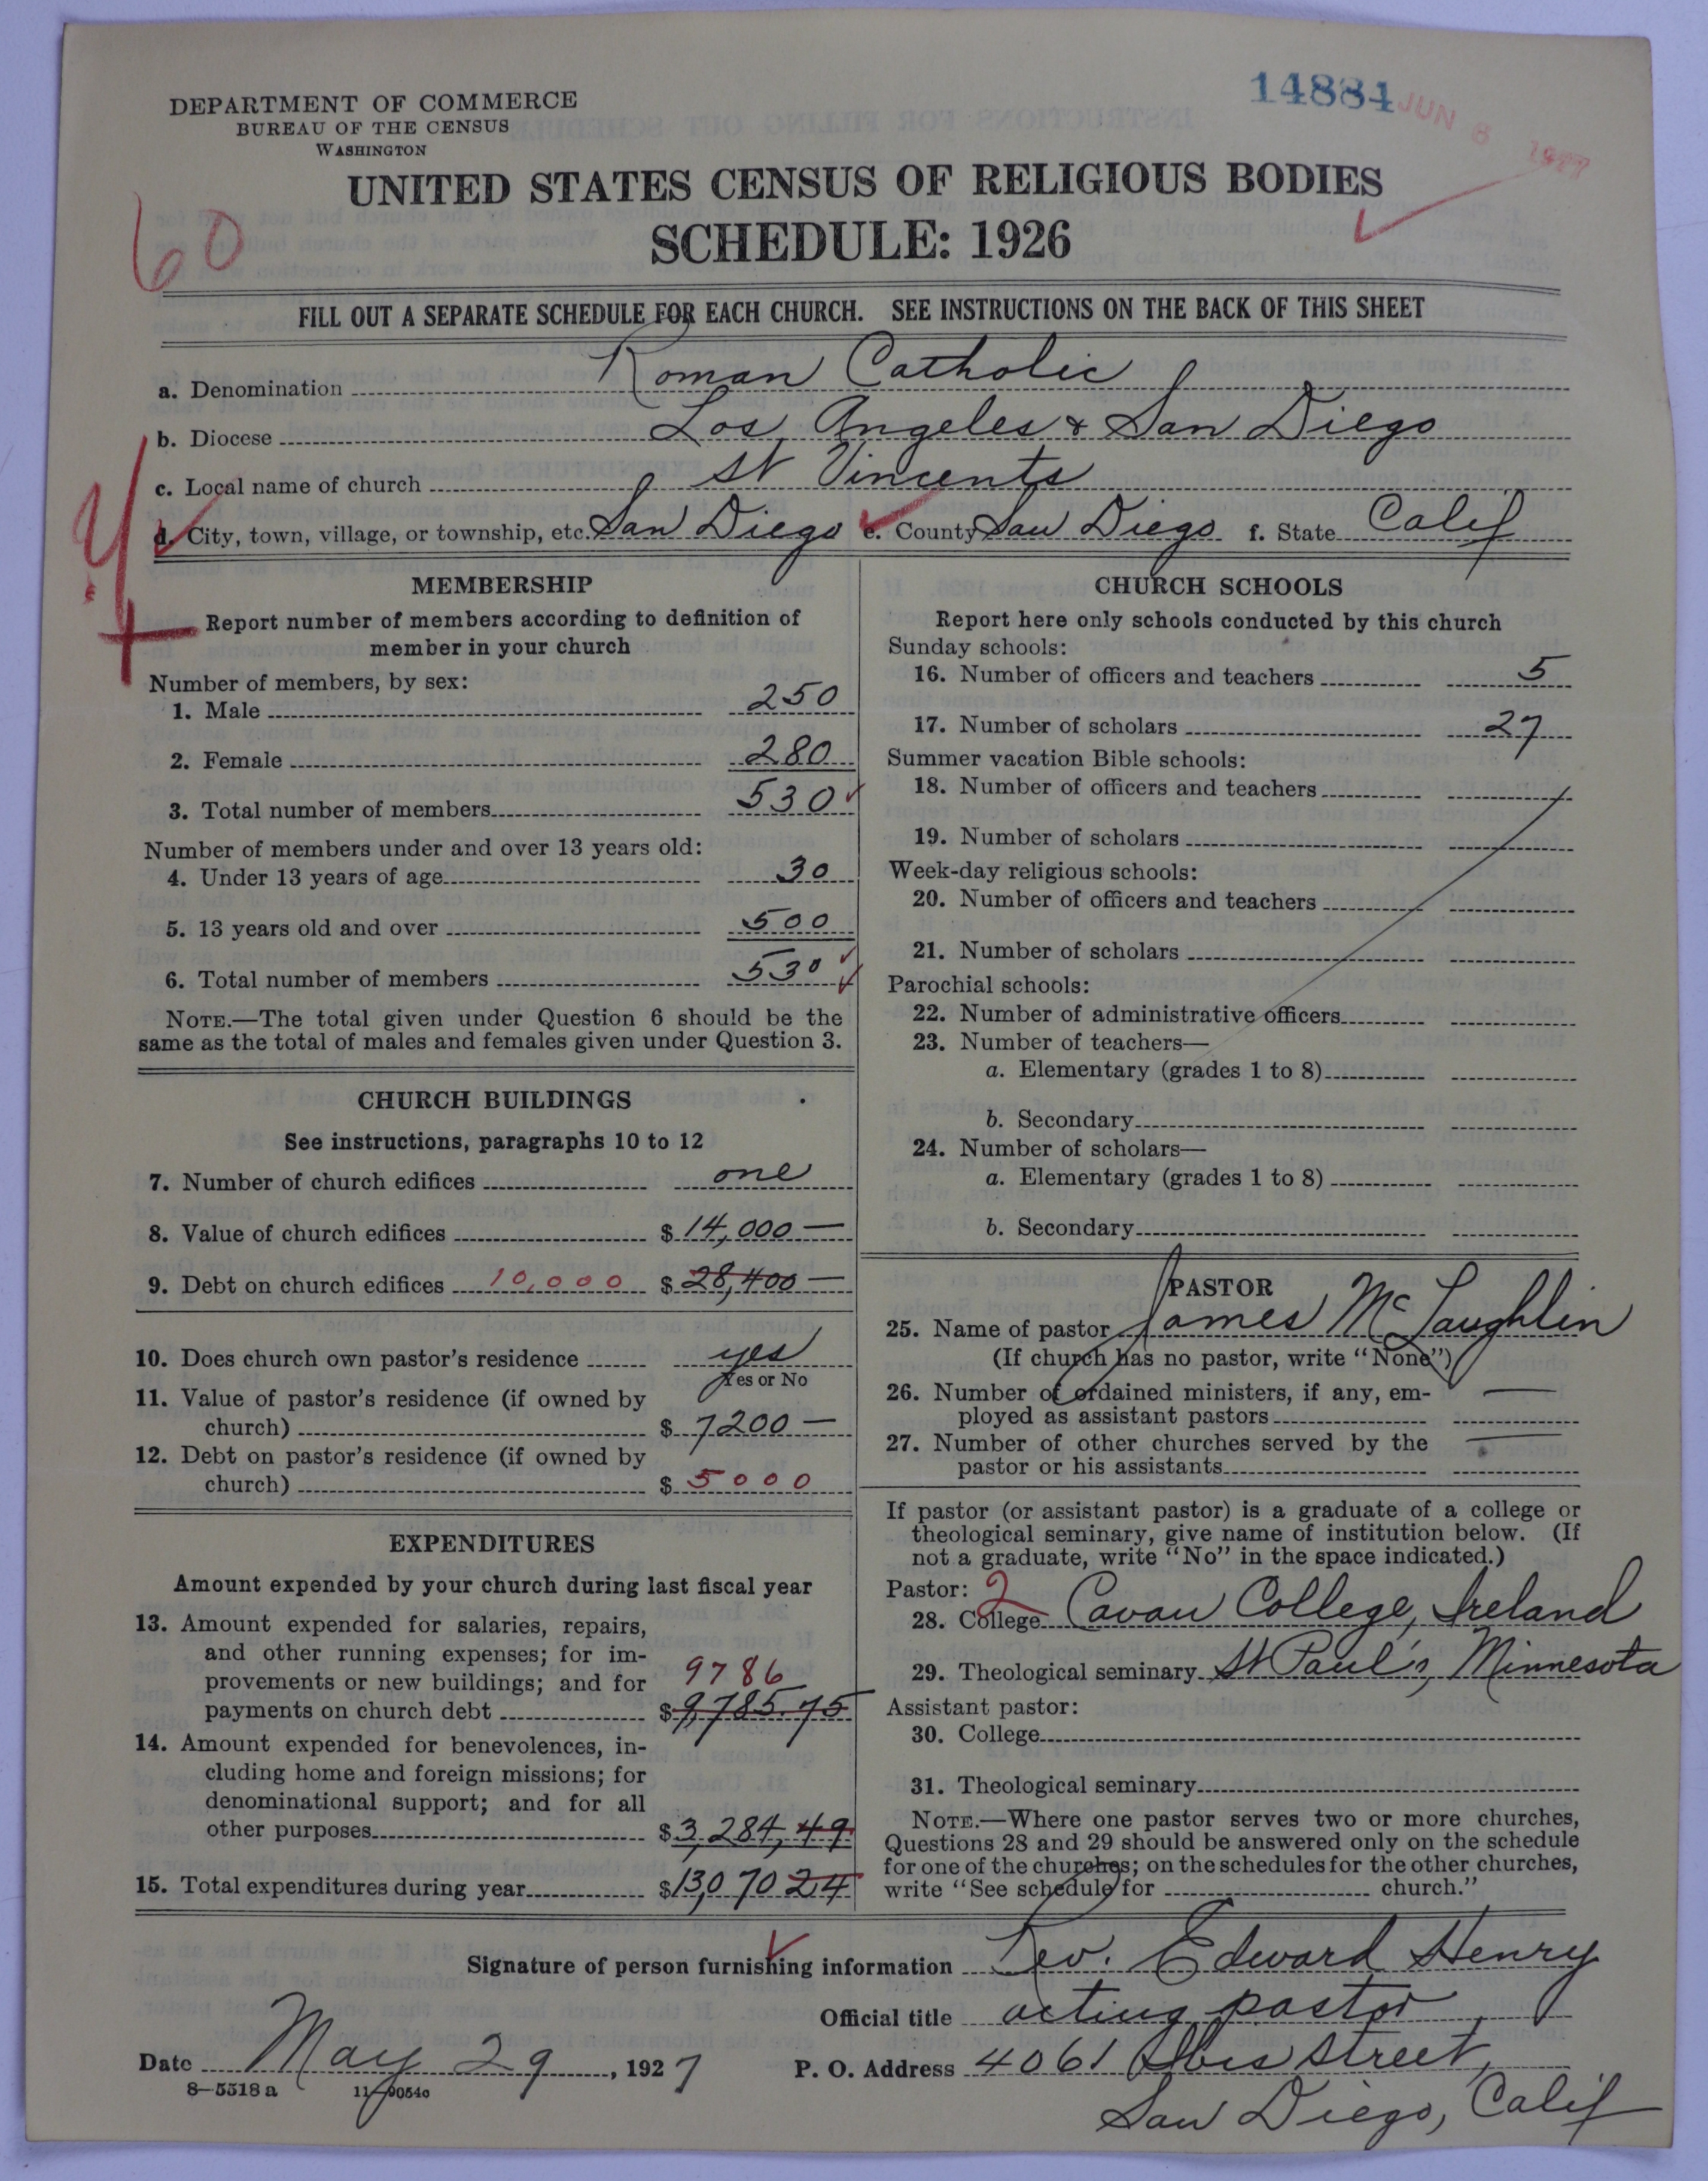 14884 JUN 8 1927
DEPARTMENT OF COMMERCE
BUREAU OF THE CENSUS
WASHINGTON
UNITED STATES CENSUS OF RELIGIOUS BODIES
60
SCHEDULE: 1926
FILL OUT A SEPARATE SCHEDULE FOR EACH CHURCH. SEE INSTRUCTIONS ON THE BACK OF THIS SHEET
a. Denomination Roman Catholic
b. Diocese Los Angeles & San Diego
c. Local name of church St Vincents
d. City, town, village, or township, etc. San Diego e. County San Diego f. State Calif
MEMBERSHIP
Report number of members according to definition of
member in your church
Number of members, by sex:
1. Male 250
2. Female 280
3. Total number of members 530
Number of members under and over 13 years old:
4. Under 13 years of age 30
5. 13 years old and over 500
6. Total number of members 530
NOTE.—The total given under Question 6 should be the
same as the total of males and females given under Question 3.
CHURCH BUILDINGS
See instructions, paragraphs 10 to 12
7. Number of church edifices one
8. Value of church edifices $ 14,000 —
9. Debt on church edifices 10,000 $ 28,400 —
10. Does church own pastor's residence yes
Yes or No
11. Value of pastor's residence (if owned by
church) $ 7200 —
12. Debt on pastor's residence (if owned by
church) $ 5000
EXPENDITURES
Amount expended by your church during last fiscal year
13. Amount expended for salaries, repairs,
and other running expenses; for im-
provements or new buildings; and for 9786
payments on church debt $ 9,785.75
14. Amount expended for benevolences, in-
cluding home and foreign missions; for
denominational support; and for all
other purposes $ 3,284,49
15. Total expenditures during year $ 13,070 24
CHURCH SCHOOLS
Report here only schools conducted by this church
Sunday schools:
16. Number of officers and teachers 5
17. Number of scholars 27
Summer vacation Bible schools:
18. Number of officers and teachers
19. Number of scholars
Week-day religious schools:
20. Number of officers and teachers
21. Number of scholars
Parochial schools:
22. Number of administrative officers
23. Number of teachers—
a. Elementary (grades 1 to 8)
b. Secondary
24. Number of scholars—
a. Elementary (grades 1 to 8)
b. Secondary
PASTOR
25. Name of pastor James McLaughlin
(If church has no pastor, write "None")
26. Number of ordained ministers, if any, em-
ployed as assistant pastors —
27. Number of other churches served by the
pastor or his assistants —
If pastor (or assistant pastor) is a graduate of a college or
theological seminary, give name of institution below. (If
not a graduate, write "No" in the space indicated.)
Pastor: 2
28. College Cavan College, Ireland
29. Theological seminary St Paul's, Minnesota
Assistant pastor:
30. College
31. Theological seminary
NOTE.—Where one pastor serves two or more churches,
Questions 28 and 29 should be answered only on the schedule
for one of the churches; on the schedules for the other churches,
write "See schedule for church."
Signature of person furnishing information Rev. Edward Henry
Official title acting pastor
Date May 29, 1927 P. O. Address 4061 Ibis Street,
8—5518 a 11—9054o
San Diego, Calif